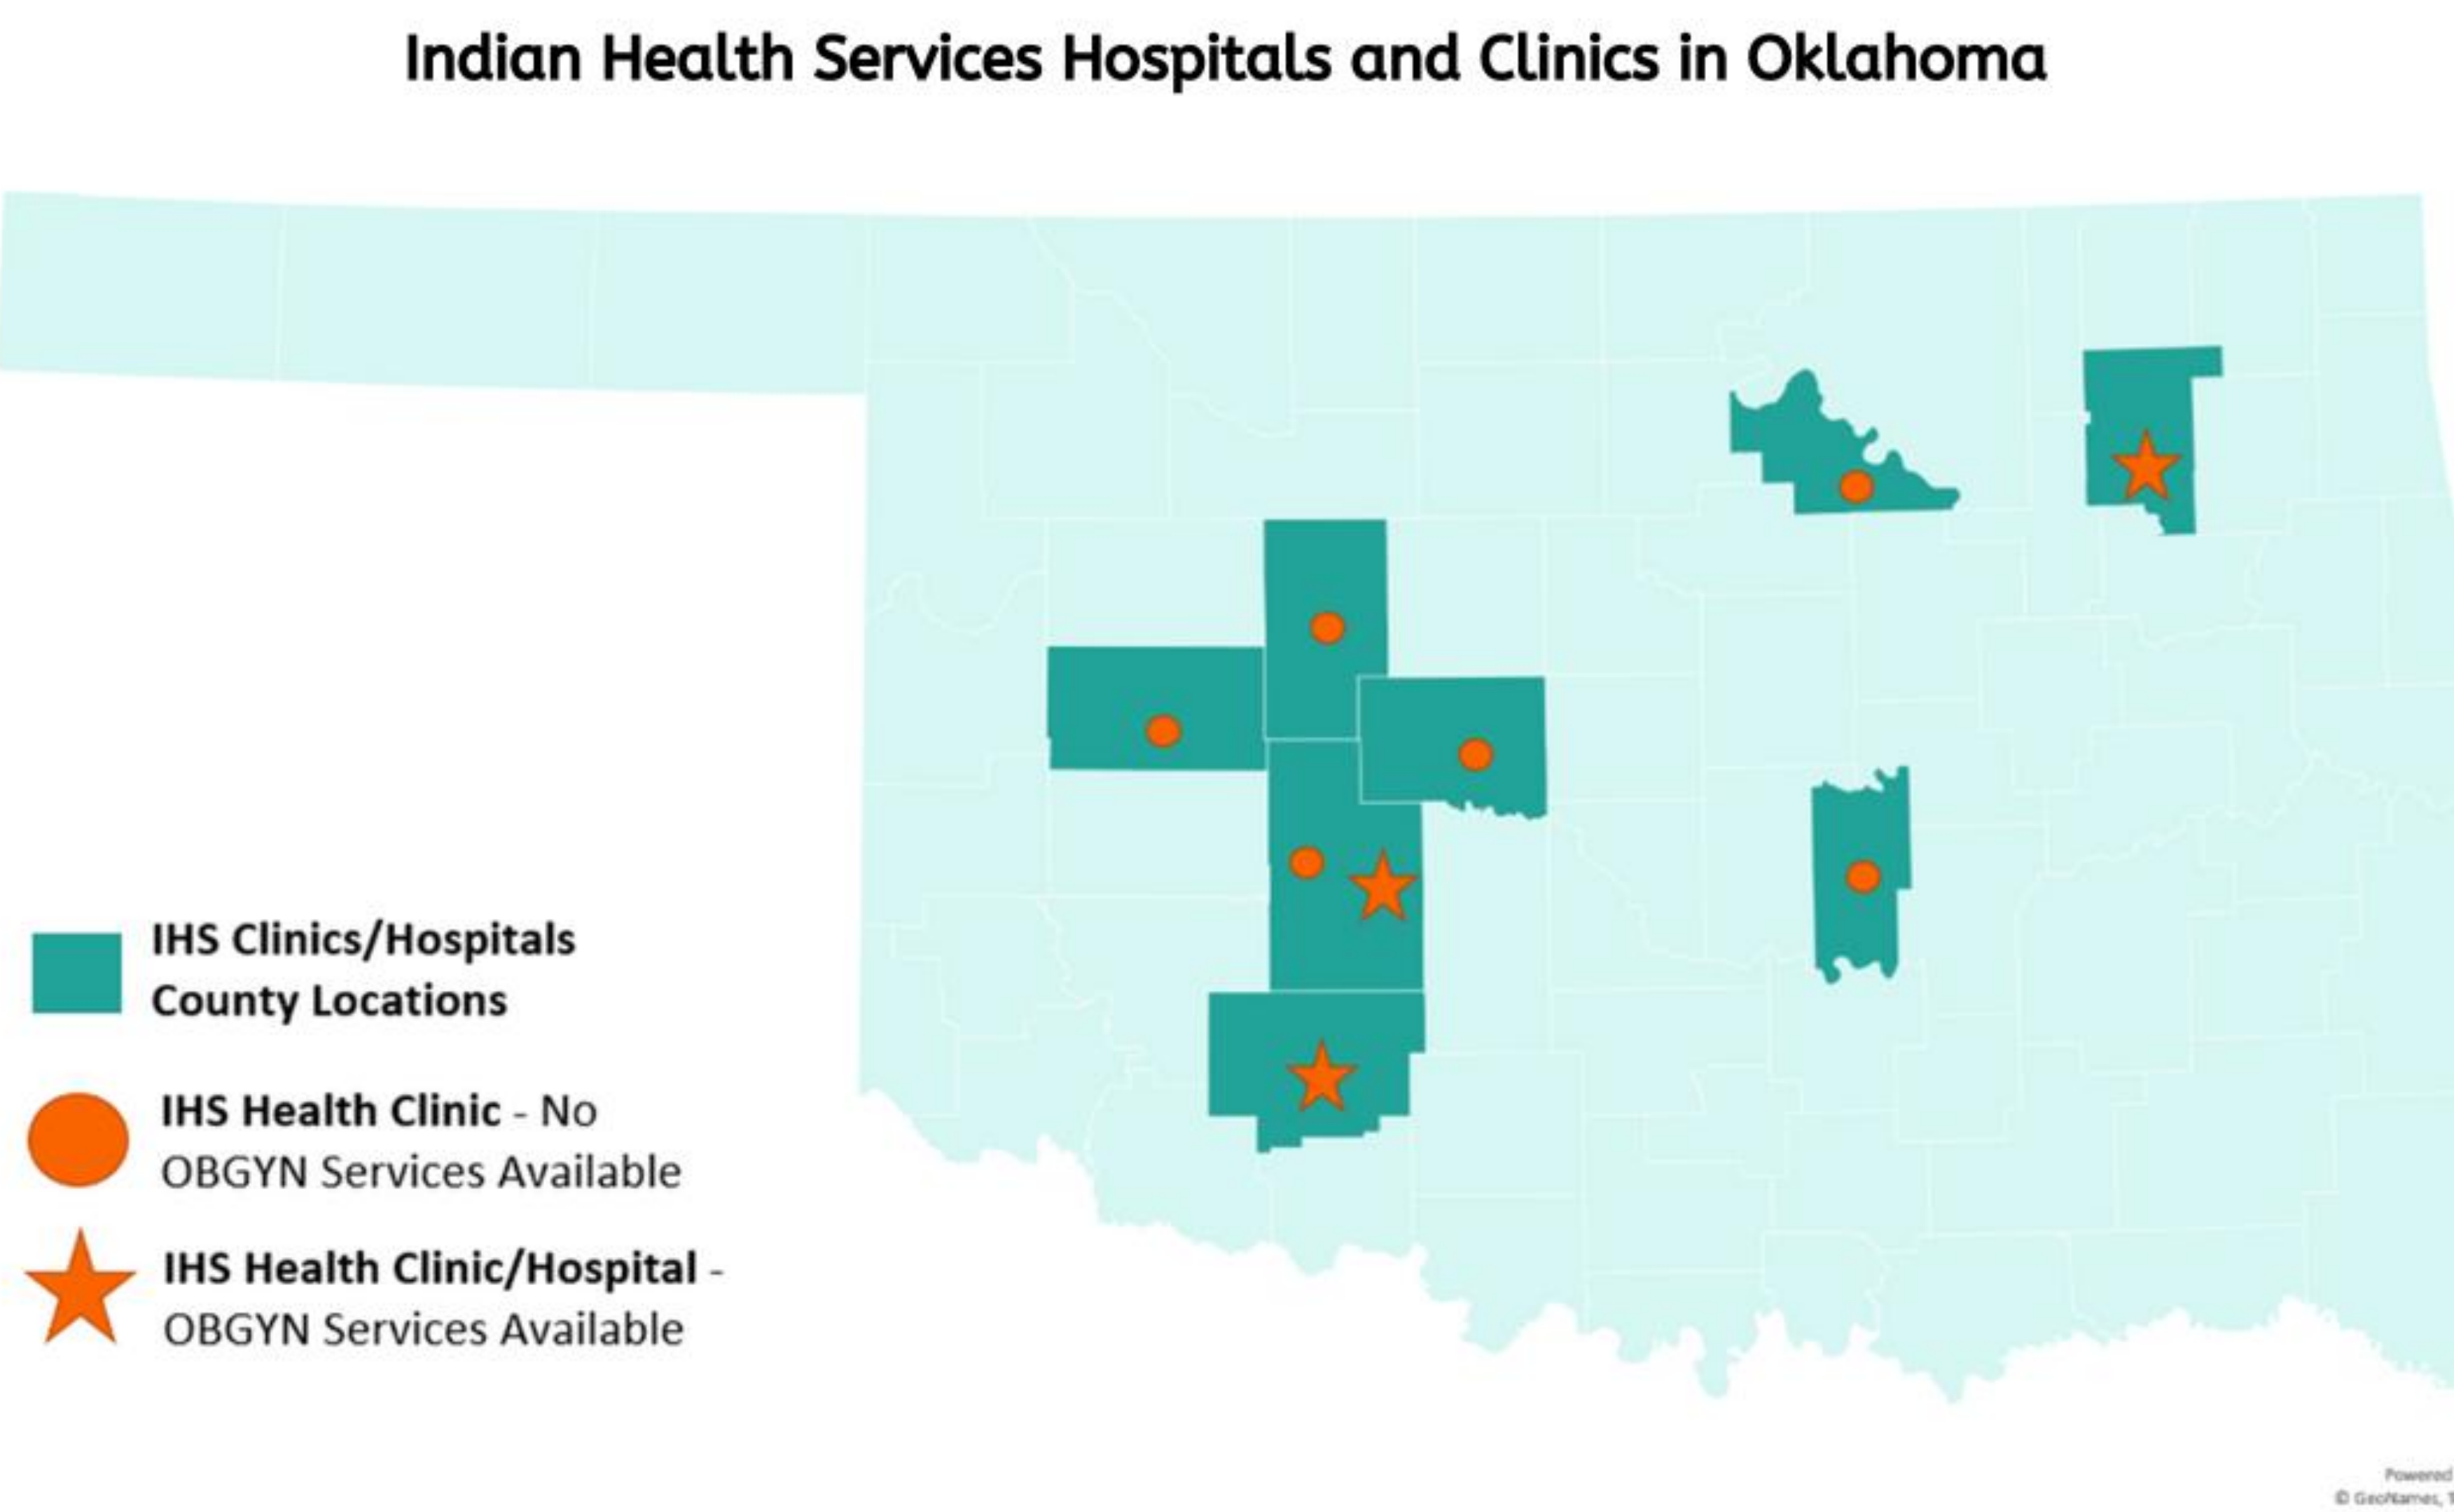 Indian Health Services Hospitals and Clinics in Oklahoma
IHS Clinics/Hospitals
County Locations
IHS Health Clinic - No
OBGYN Services Available
IHS Health Clinic/Hospital -
OBGYN Services Available
Powered
© GeoNames,